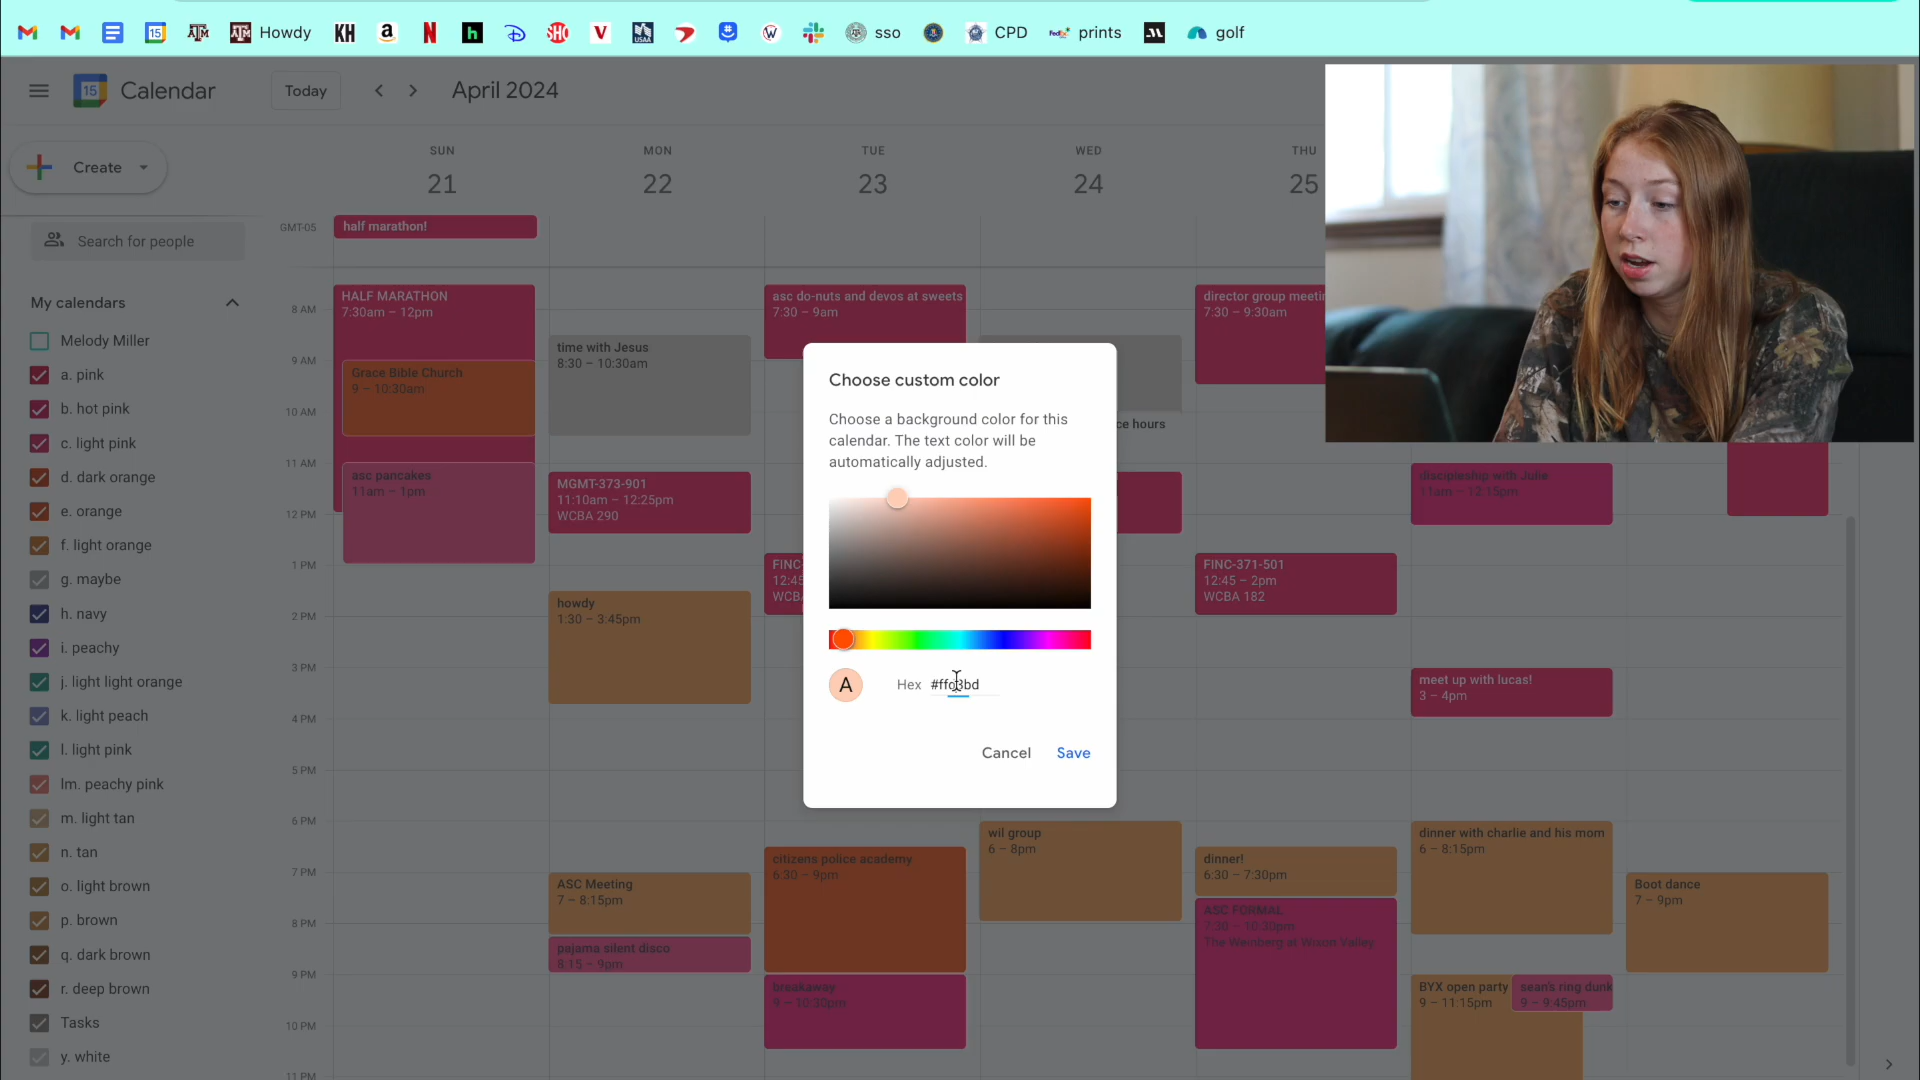 Howdy
KH
a
N
h
SHO
V
USAA
W
sso
CPD
FedEx prints
golf
15
Calendar
Today
April 2024
Create
Search for people
My calendars
Melody Miller
a. pink
b. hot pink
c. light pink
d. dark orange
e. orange
f. light orange
g. maybe
h. navy
i. peachy
j. light light orange
k. light peach
l. light pink
lm. peachy pink
m. light tan
n. tan
o. light brown
p. brown
q. dark brown
r. deep brown
Tasks
y. white
SUN
21
MON
22
TUE
23
WED
24
THU
25
GMT-05
half marathon!
8 AM
9 AM
10 AM
11 AM
12 PM
1 PM
2 PM
3 PM
4 PM
5 PM
6 PM
7 PM
8 PM
9 PM
10 PM
11 PM
HALF MARATHON
7:30am – 12pm
Grace Bible Church
9 – 10:30am
asc pancakes
11am – 1pm
time with Jesus
8:30 – 10:30am
MGMT-373-901
11:10am – 12:25pm
WCBA 290
howdy
1:30 – 3:45pm
ASC Meeting
7 – 8:15pm
pajama silent disco
8:15 – 9pm
asc do-nuts and devos at sweets
7:30 – 9am
FINC
12:45
WCBA
citizens police academy
6:30 – 9pm
breakaway
9 – 10:30pm
ce hours
wil group
6 – 8pm
director group meetin
7:30 – 9:30am
FINC-371-501
12:45 – 2pm
WCBA 182
dinner!
6:30 – 7:30pm
ASC FORMAL
7:30 – 10:30pm
The Weinberg at Wixon Valley
discipleship with Julie
11am – 12:15pm
meet up with lucas!
3 – 4pm
dinner with charlie and his mom
6 – 8:15pm
BYX open party
9 – 11:15pm
sean's ring dunk
9 – 9:45pm
Boot dance
7 – 9pm
Choose custom color
Choose a background color for this
calendar. The text color will be
automatically adjusted.
A
Hex
Cancel
Save